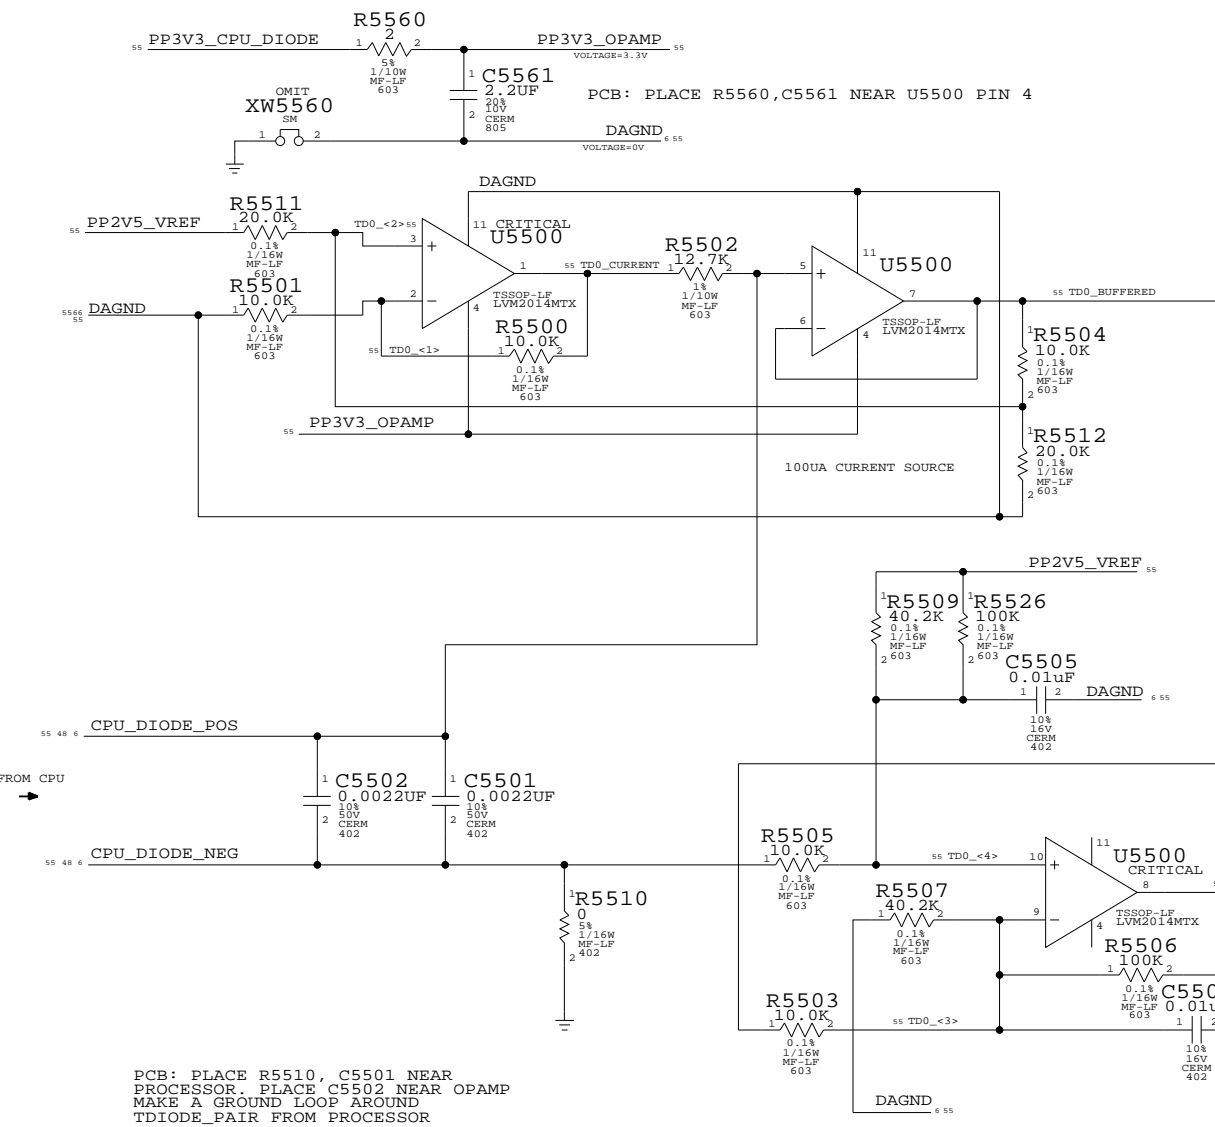 R5560
2
55 PP3V3_CPU_DIODE 1 2 PP3V3_OPAMP 55
VOLTAGE=3.3V
5%
1/10W
MF-LF
603
1 C5561
2.2UF
20%
10V
CERM
805
2
PCB: PLACE R5560,C5561 NEAR U5500 PIN 4
OMIT
XW5560
SM
1 2
DAGND 6 55
VOLTAGE=0V
DAGND
R5511
20.0K
55 PP2V5_VREF 1 2
0.1%
1/16W
MF-LF
603
TD0_<2> 55
3 +
11 CRITICAL
U5500
1
2 -
4
TSSOP-LF
LVM2014MTX
55 TD0_CURRENT
R5502
12.7K
1 2
1%
1/10W
MF-LF
603
5 +
11
U5500
7
6 -
4
TSSOP-LF
LVM2014MTX
55 TD0_BUFFERED
R5501
10.0K
5566 DAGND
55
1 2
0.1%
1/16W
MF-LF
603
R5500
10.0K
55 TD0_<1> 1 2
0.1%
1/16W
MF-LF
603
1 R5504
10.0K
0.1%
1/16W
MF-LF
2 603
55 PP3V3_OPAMP
1 R5512
20.0K
0.1%
1/16W
MF-LF
2 603
100UA CURRENT SOURCE
PP2V5_VREF 55
1 R5509
40.2K
0.1%
1/16W
MF-LF
2 603
1 R5526
100K
0.1%
1/16W
MF-LF
2 603
C5505
0.01uF
1 2 DAGND 6 55
10%
16V
CERM
402
55 48 6 CPU_DIODE_POS
FROM CPU
1 C5502
0.0022UF
10%
50V
CERM
2 402
1 C5501
0.0022UF
10%
50V
CERM
2 402
55 48 6 CPU_DIODE_NEG
R5505
10.0K
1 2
0.1%
1/16W
MF-LF
603
55 TD0_<4> 10 +
11
U5500
CRITICAL
8
9 -
4
TSSOP-LF
LVM2014MTX
1 R5510
0
5%
1/16W
MF-LF
2 402
R5507
40.2K
1 2
0.1%
1/16W
MF-LF
603
R5506
100K
1 2
0.1%
1/16W
MF-LF
603
C550
0.01u
1 2
10%
16V
CERM
402
R5503
10.0K
1 2
0.1%
1/16W
MF-LF
603
55 TD0_<3>
DAGND 6 55
PCB: PLACE R5510, C5501 NEAR
PROCESSOR. PLACE C5502 NEAR OPAMP
MAKE A GROUND LOOP AROUND
TDIODE_PAIR FROM PROCESSOR